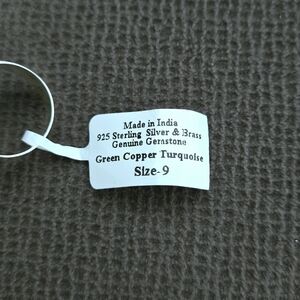 Made in India
925 Sterling Silver & Brass
Genuine Gemstone
Green Copper Turquoise
Size-9